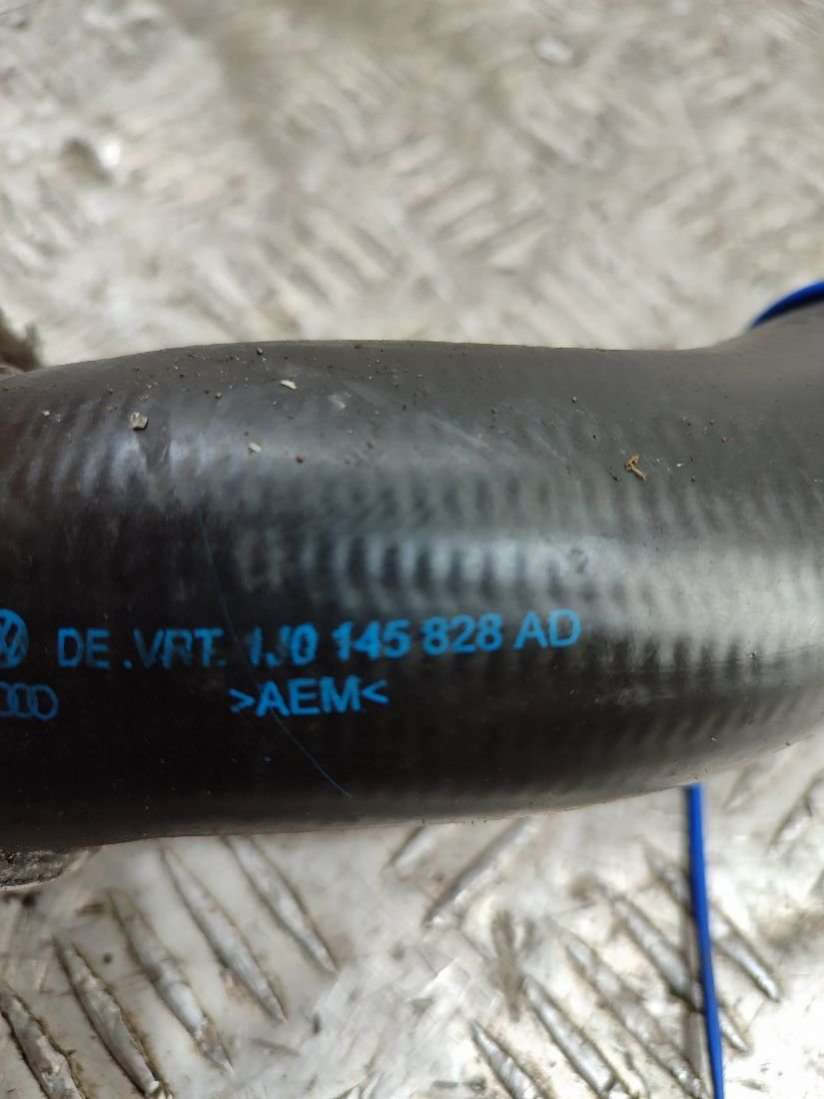 DE .VRT. 1J0 145 828 AD
>AEM<